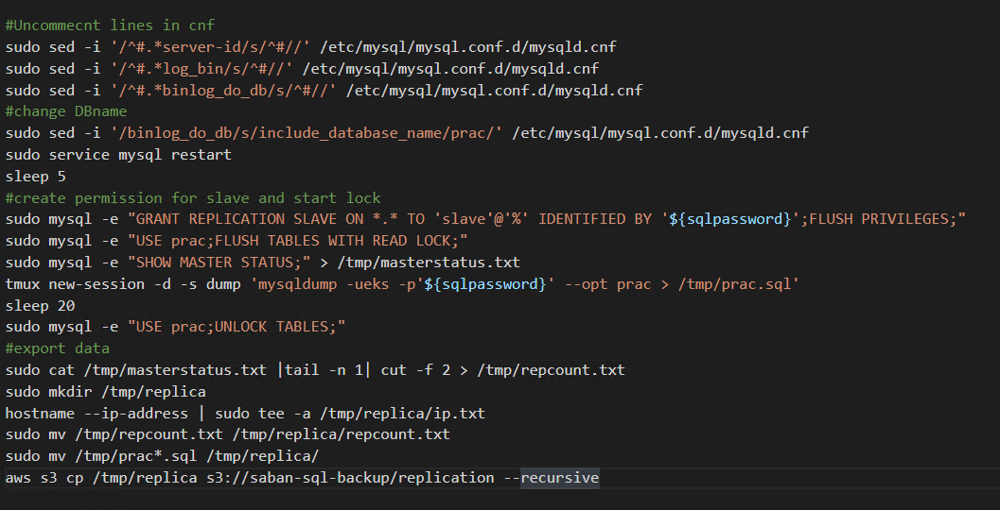 #Uncommecnt lines in cnf
sudo sed -i '/^#.*server-id/s/^#//' /etc/mysql/mysql.conf.d/mysqld.cnf
sudo sed -i '/^#.*log_bin/s/^#//' /etc/mysql/mysql.conf.d/mysqld.cnf
sudo sed -i '/^#.*binlog_do_db/s/^#//' /etc/mysql/mysql.conf.d/mysqld.cnf
#change DBname
sudo sed -i '/binlog_do_db/s/include_database_name/prac/' /etc/mysql/mysql.conf.d/mysqld.cnf
sudo service mysql restart
sleep 5
#create permission for slave and start lock
sudo mysql -e "GRANT REPLICATION SLAVE ON *.* TO 'slave'@'%' IDENTIFIED BY '${sqlpassword}';FLUSH PRIVILEGES;"
sudo mysql -e "USE prac;FLUSH TABLES WITH READ LOCK;"
sudo mysql -e "SHOW MASTER STATUS;" > /tmp/masterstatus.txt
tmux new-session -d -s dump 'mysqldump -ueks -p'${sqlpassword}' --opt prac > /tmp/prac.sql'
sleep 20
sudo mysql -e "USE prac;UNLOCK TABLES;"
#export data
sudo cat /tmp/masterstatus.txt |tail -n 1| cut -f 2 > /tmp/repcount.txt
sudo mkdir /tmp/replica
hostname --ip-address | sudo tee -a /tmp/replica/ip.txt
sudo mv /tmp/repcount.txt /tmp/replica/repcount.txt
sudo mv /tmp/prac*.sql /tmp/replica/
aws s3 cp /tmp/replica s3://saban-sql-backup/replication --recursive